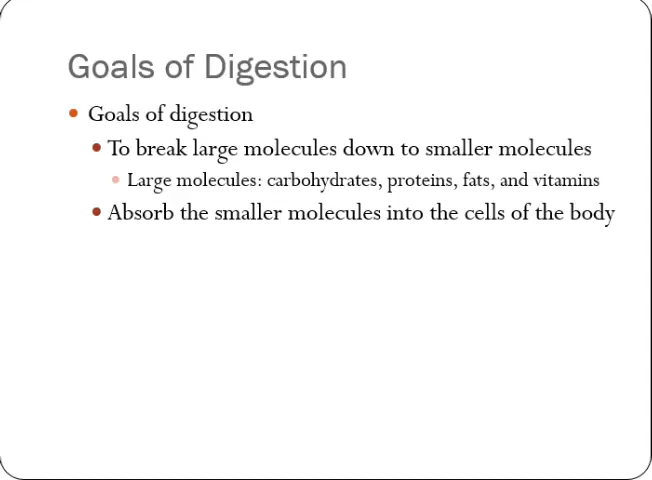 Goals of Digestion
Goals of digestion
To break large molecules down to smaller molecules
Large molecules: carbohydrates, proteins, fats, and vitamins
Absorb the smaller molecules into the cells of the body